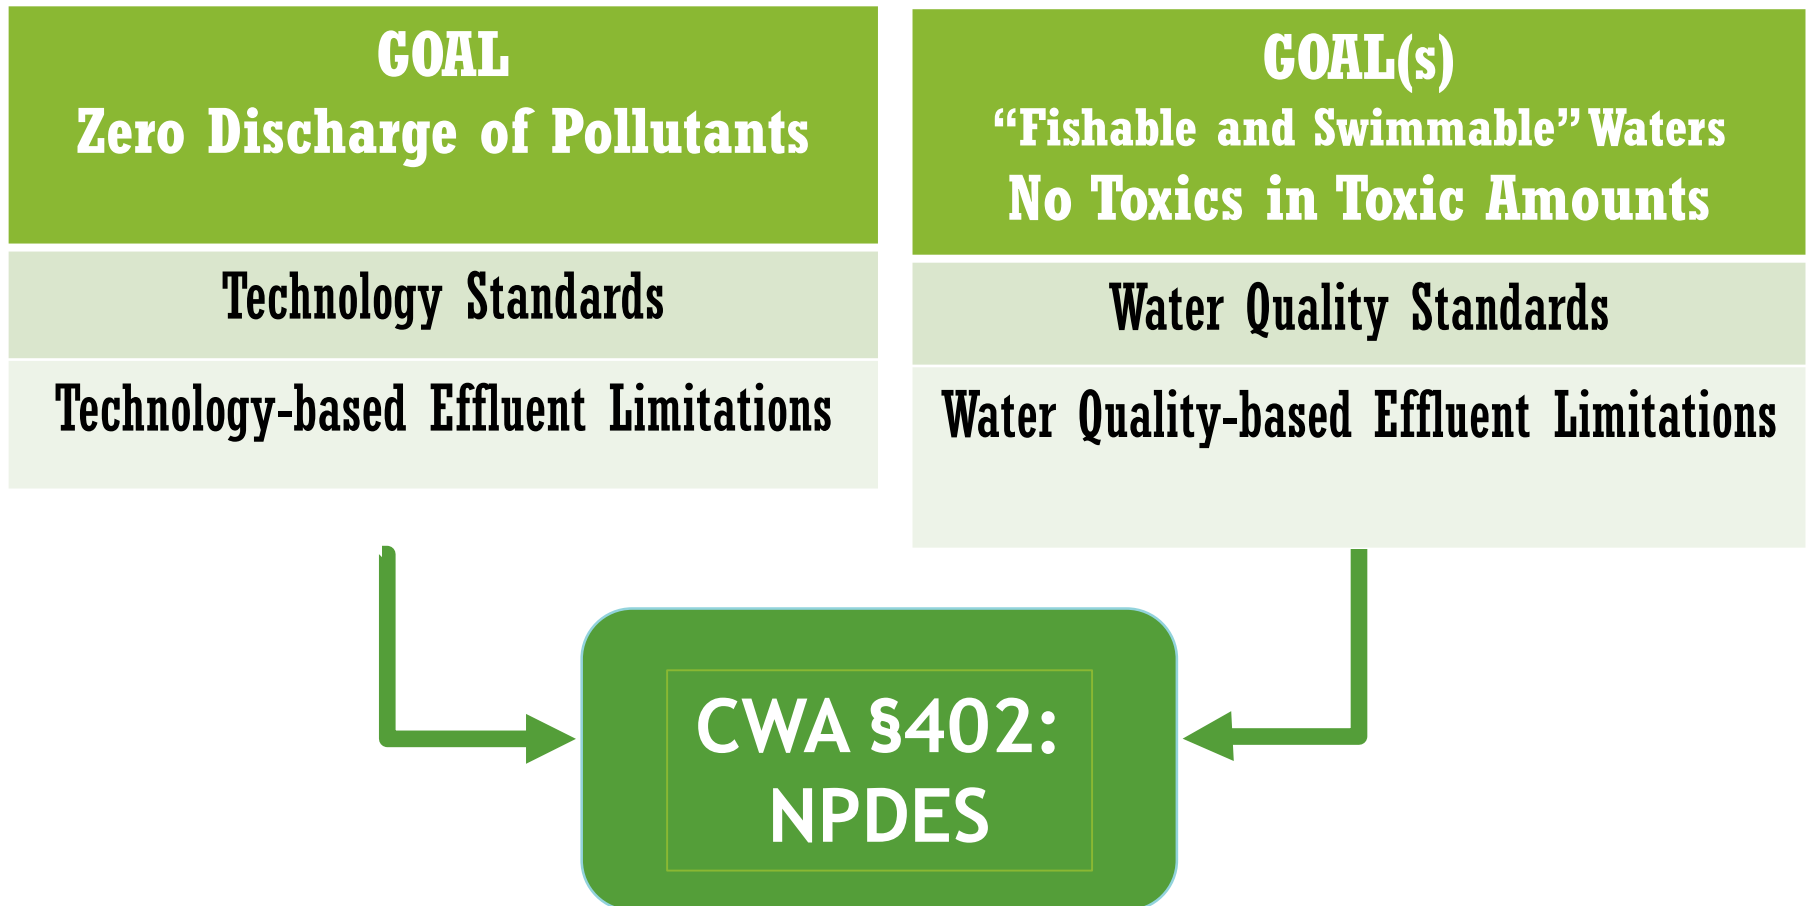 GOAL
Zero Discharge of Pollutants
Technology Standards
Technology-based Effluent Limitations
GOAL(s)
“Fishable and Swimmable” Waters
No Toxics in Toxic Amounts
Water Quality Standards
Water Quality-based Effluent Limitations
CWA §402:
NPDES